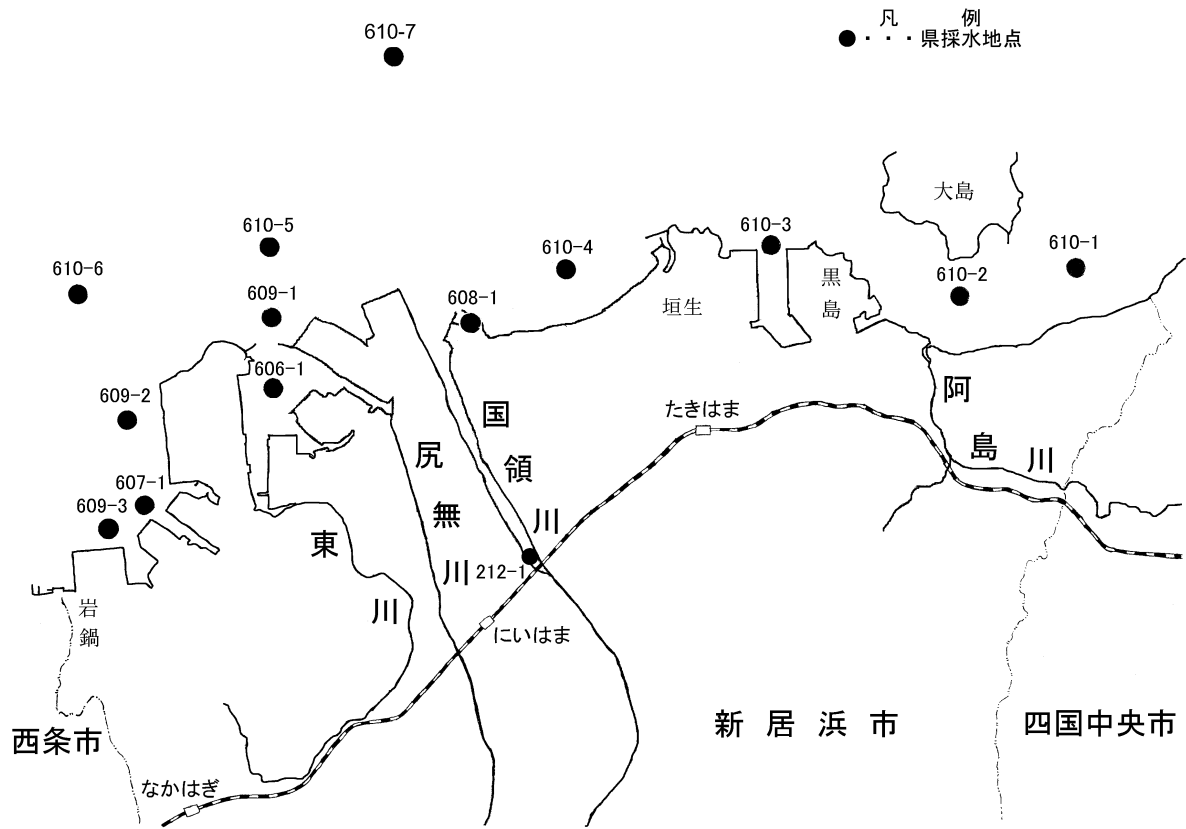 凡 例
●・・・県採水地点
610-7
大島
610-5
610-3
610-4
610-1
610-6
610-2
609-1
608-1
垣生
黒島
606-1
609-2
たきはま
国領川
阿島川
尻無川
607-1
609-3
東川
212-1
岩鍋
にいはま
西条市
新居浜市
四国中央市
なかはぎ